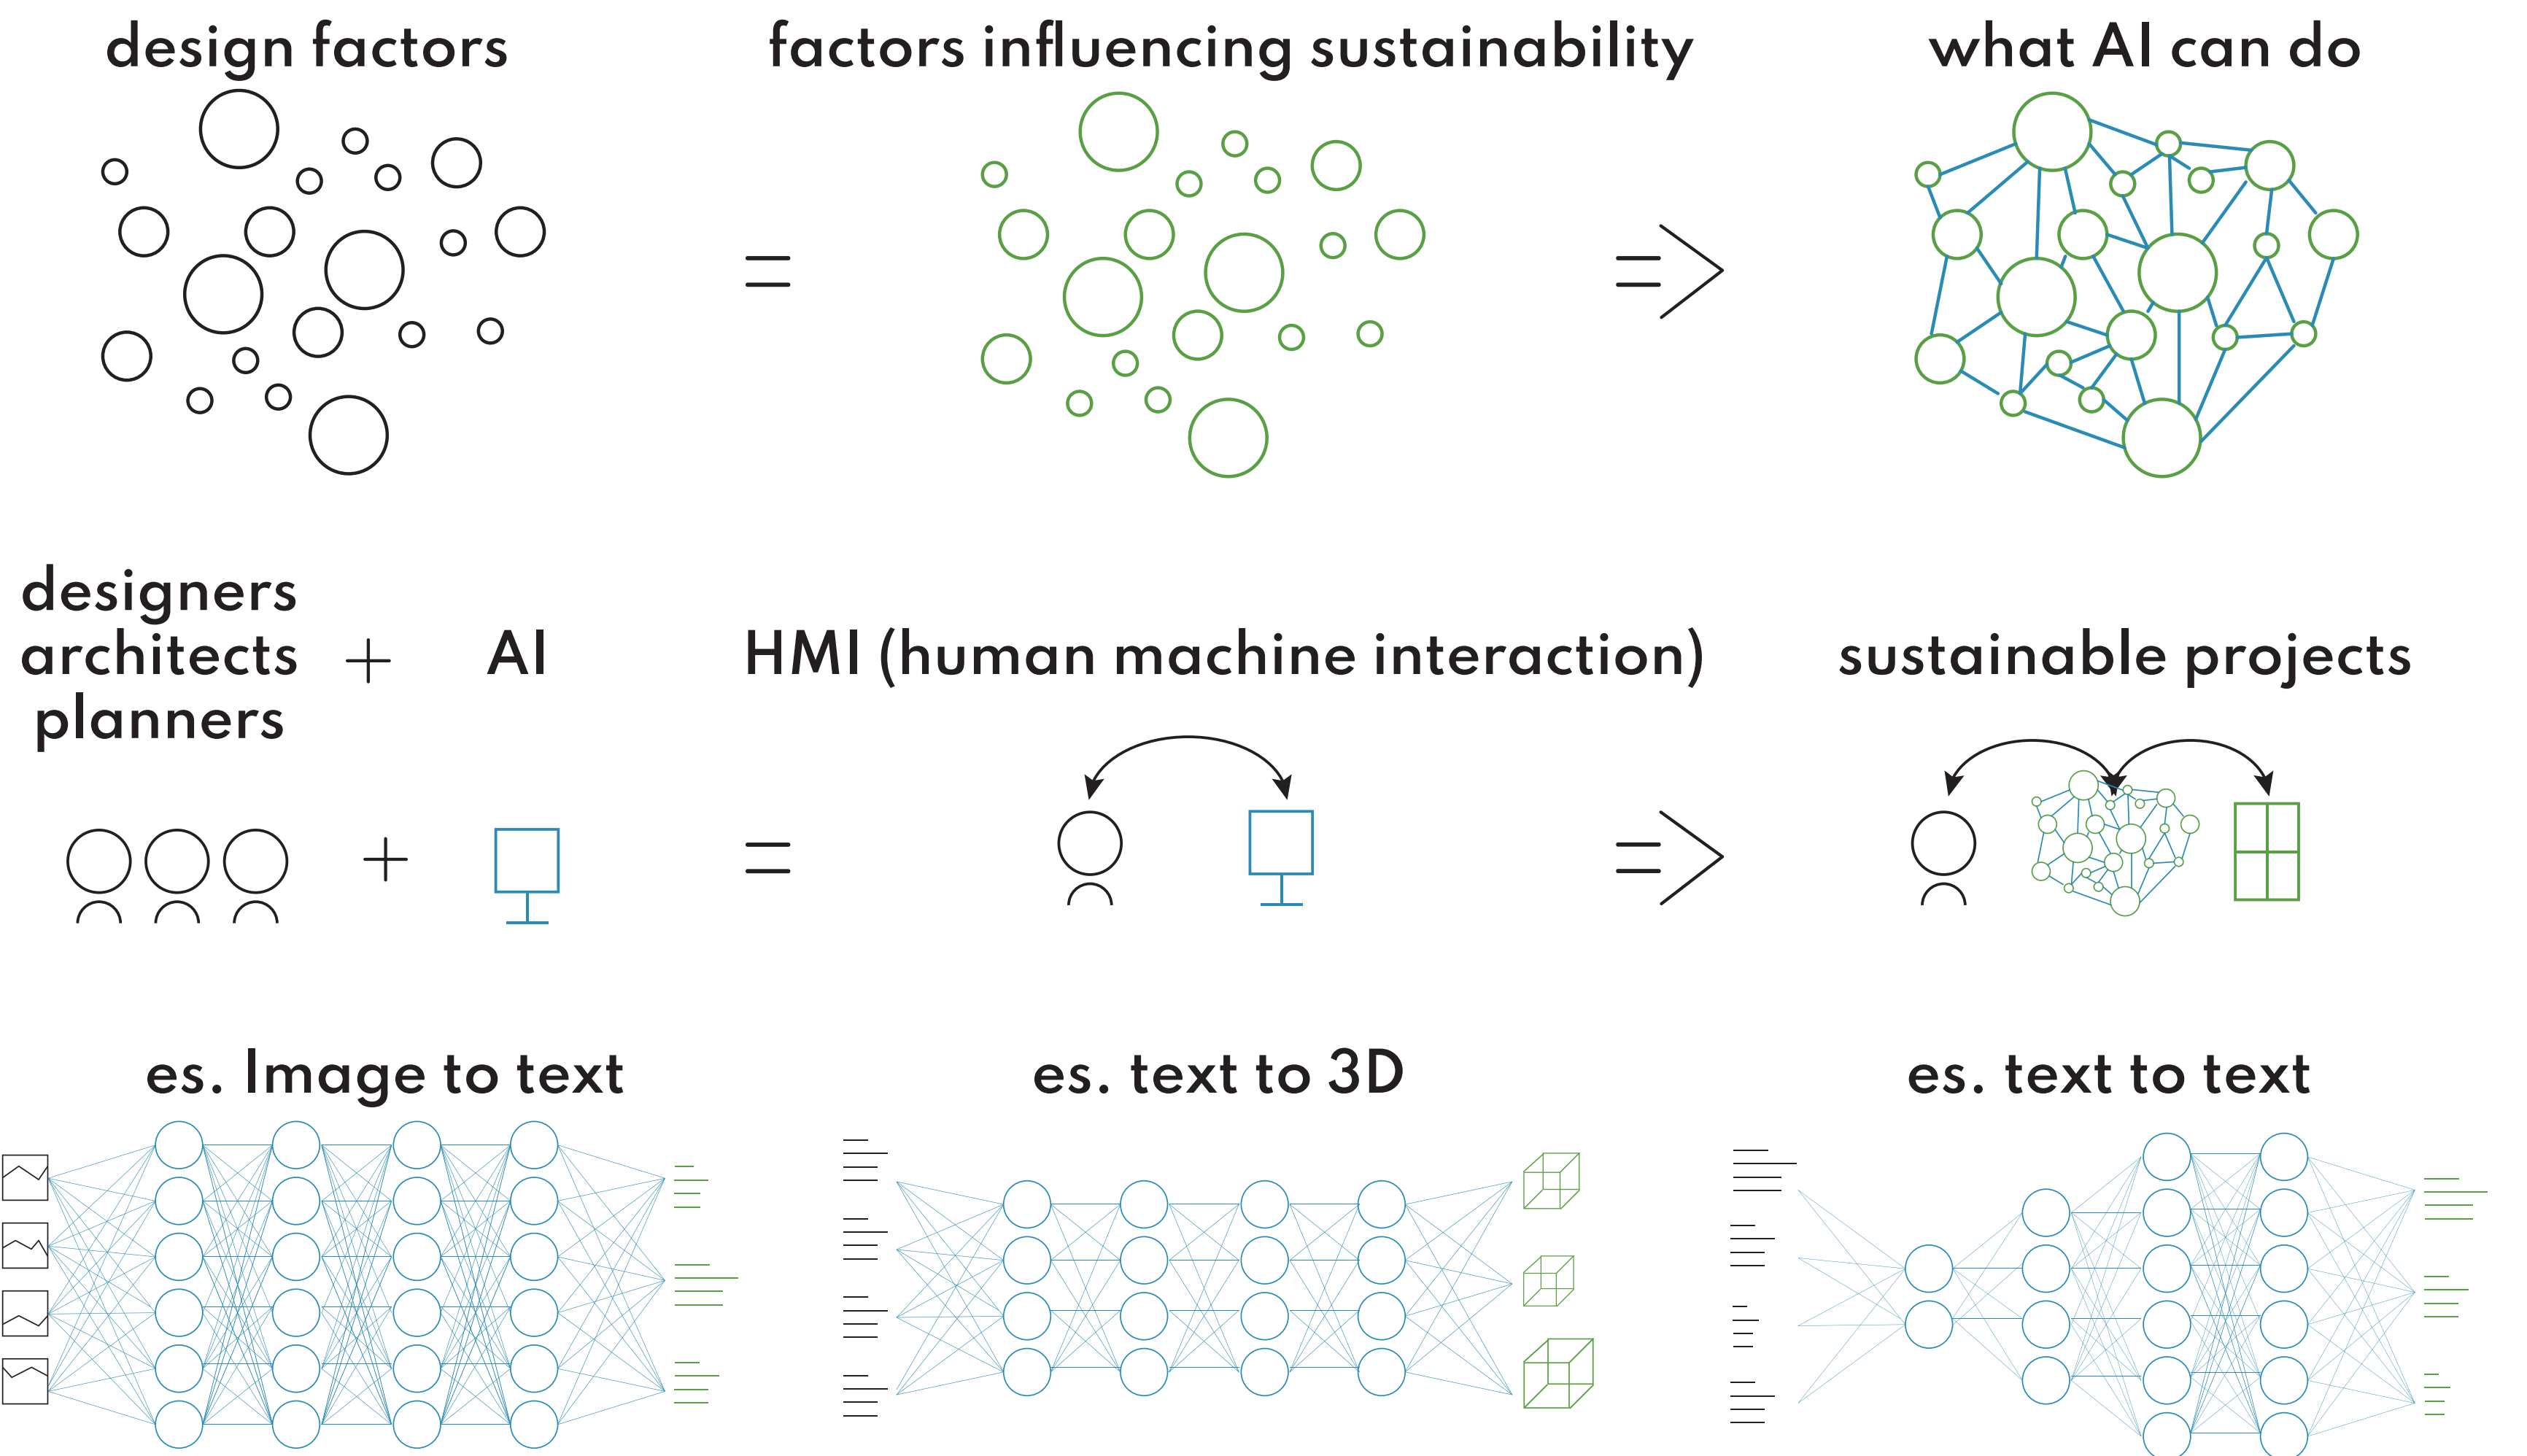 design factors
factors influencing sustainability
what AI can do
=
=>
designers
architects
planners
+
AI
HMI (human machine interaction)
sustainable projects
+
=
=>
es. Image to text
es. text to 3D
es. text to text